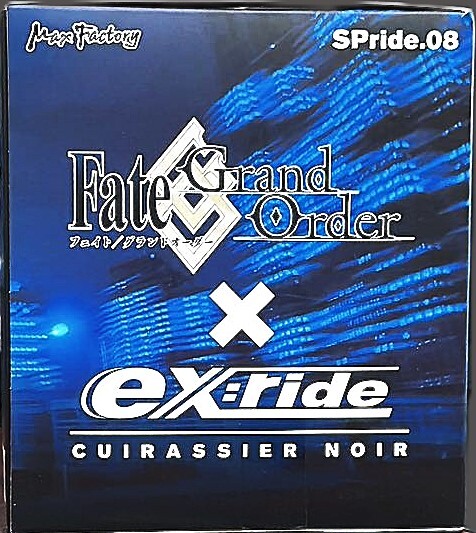 Max Factory
SPride.08
Fate
Grand
Order
フェイト/グランドオーダー
×
ex:ride
CUIRASSIER NOIR